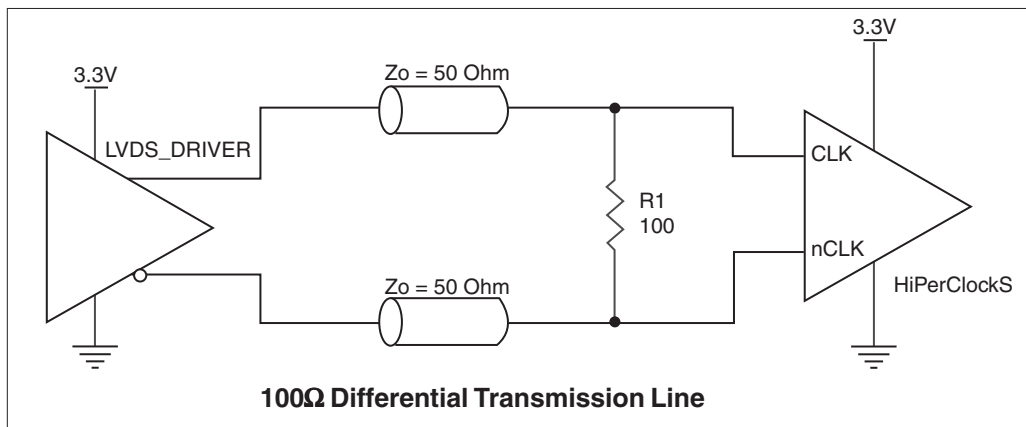 3.3V
3.3V
Zo = 50 Ohm
LVDS_DRIVER
CLK
R1
100
nCLK
Zo = 50 Ohm
HiPerClockS
100Ω Differential Transmission Line